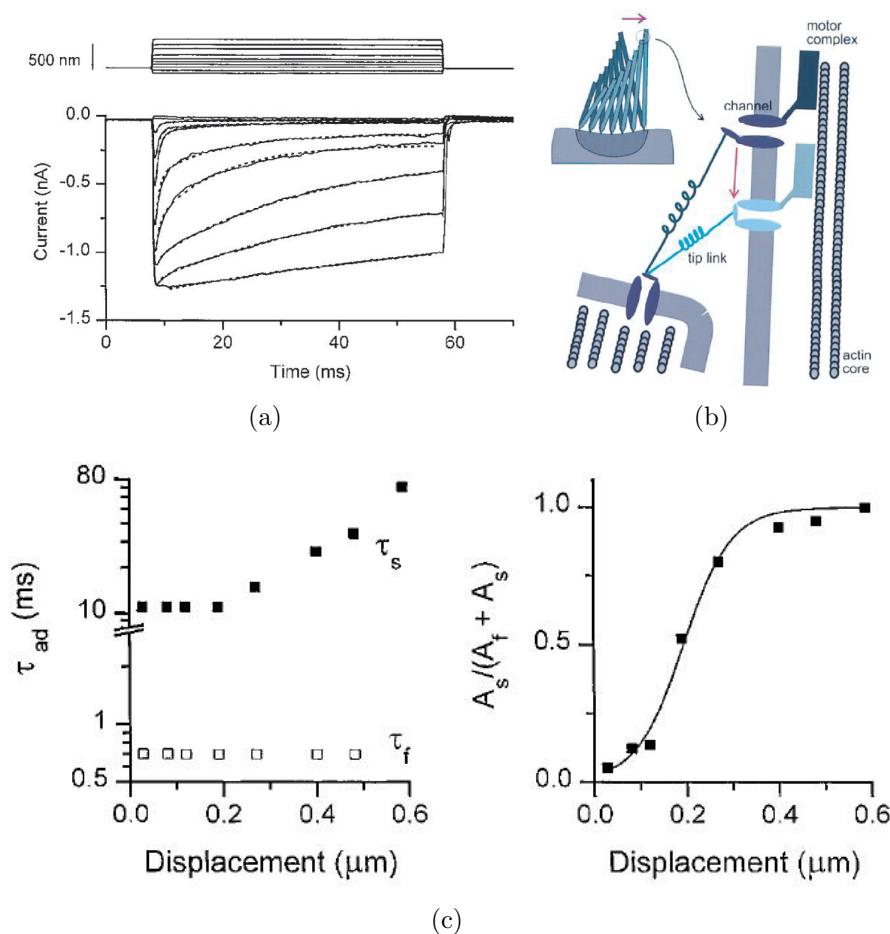 500 nm
0.0
-0.5
-1.0
-1.5
Current (nA)
0
20
40
60
Time (ms)
(a)
motor
complex
channel
tip link
actin
core
(b)
80
10
1
0.5
τad (ms)
τs
τf
0.0
0.2
0.4
0.6
Displacement (μm)
1.0
0.5
0.0
As/(Af + As)
0.0
0.2
0.4
0.6
Displacement (μm)
(c)